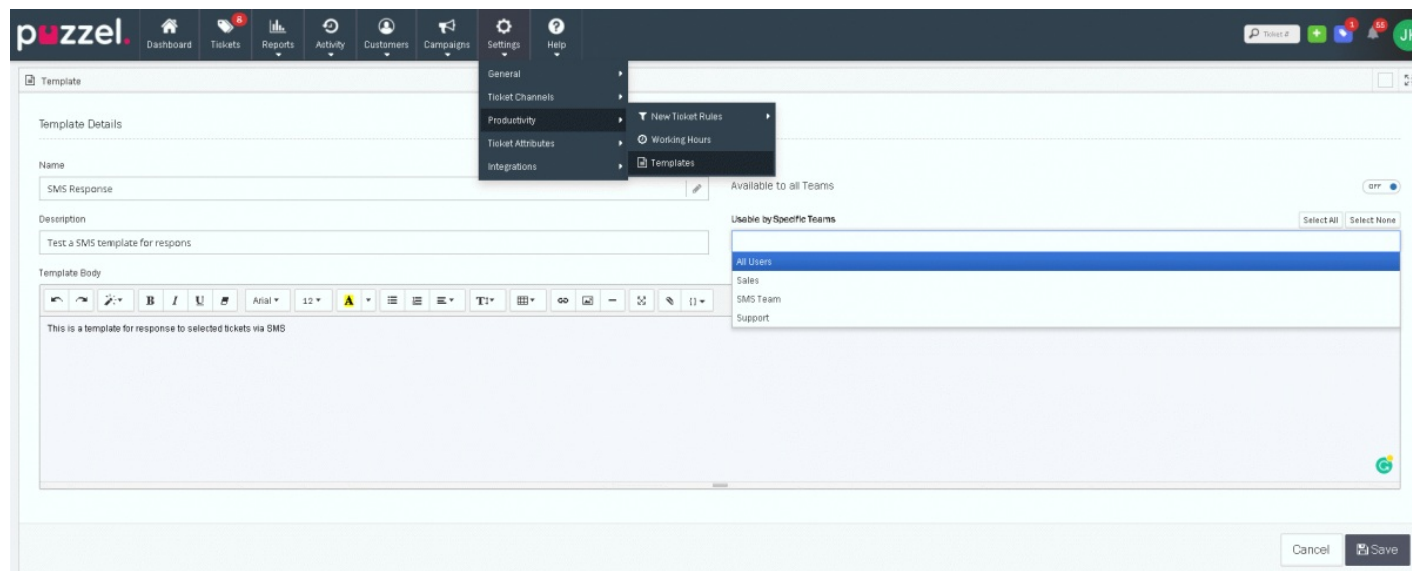 puzzel.
Dashboard
Tickets
8
Reports
Activity
Customers
Campaigns
Settings
Help
Ticket #
1
55
JK
Template
General
Ticket Channels
Productivity
Ticket Attributes
Integrations
New Ticket Rules
Working Hours
Templates
Template Details
Name
SMS Response
Description
Test a SMS template for respons
Template Body
B I U Arial 12 A T {}
This is a template for response to selected tickets via SMS
Available to all Teams
OFF
Usable by Specific Teams
Select All
Select None
All Users
Sales
SMS Team
Support
Cancel
Save